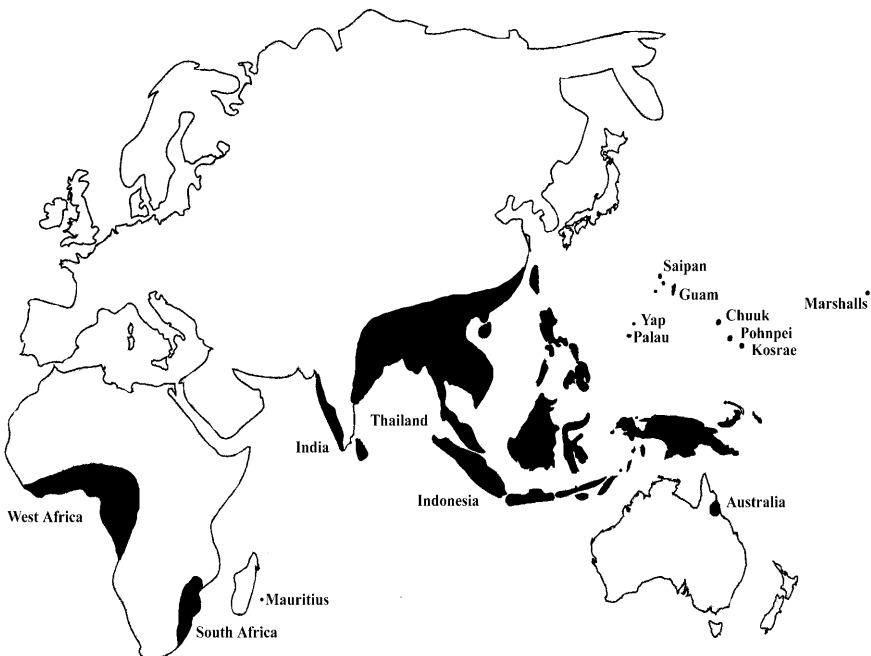 Saipan
Guam
Marshalls
Chuuk
Yap
Pohnpei
Palau
Kosrae
Thailand
India
Indonesia
Australia
West Africa
Mauritius
South Africa